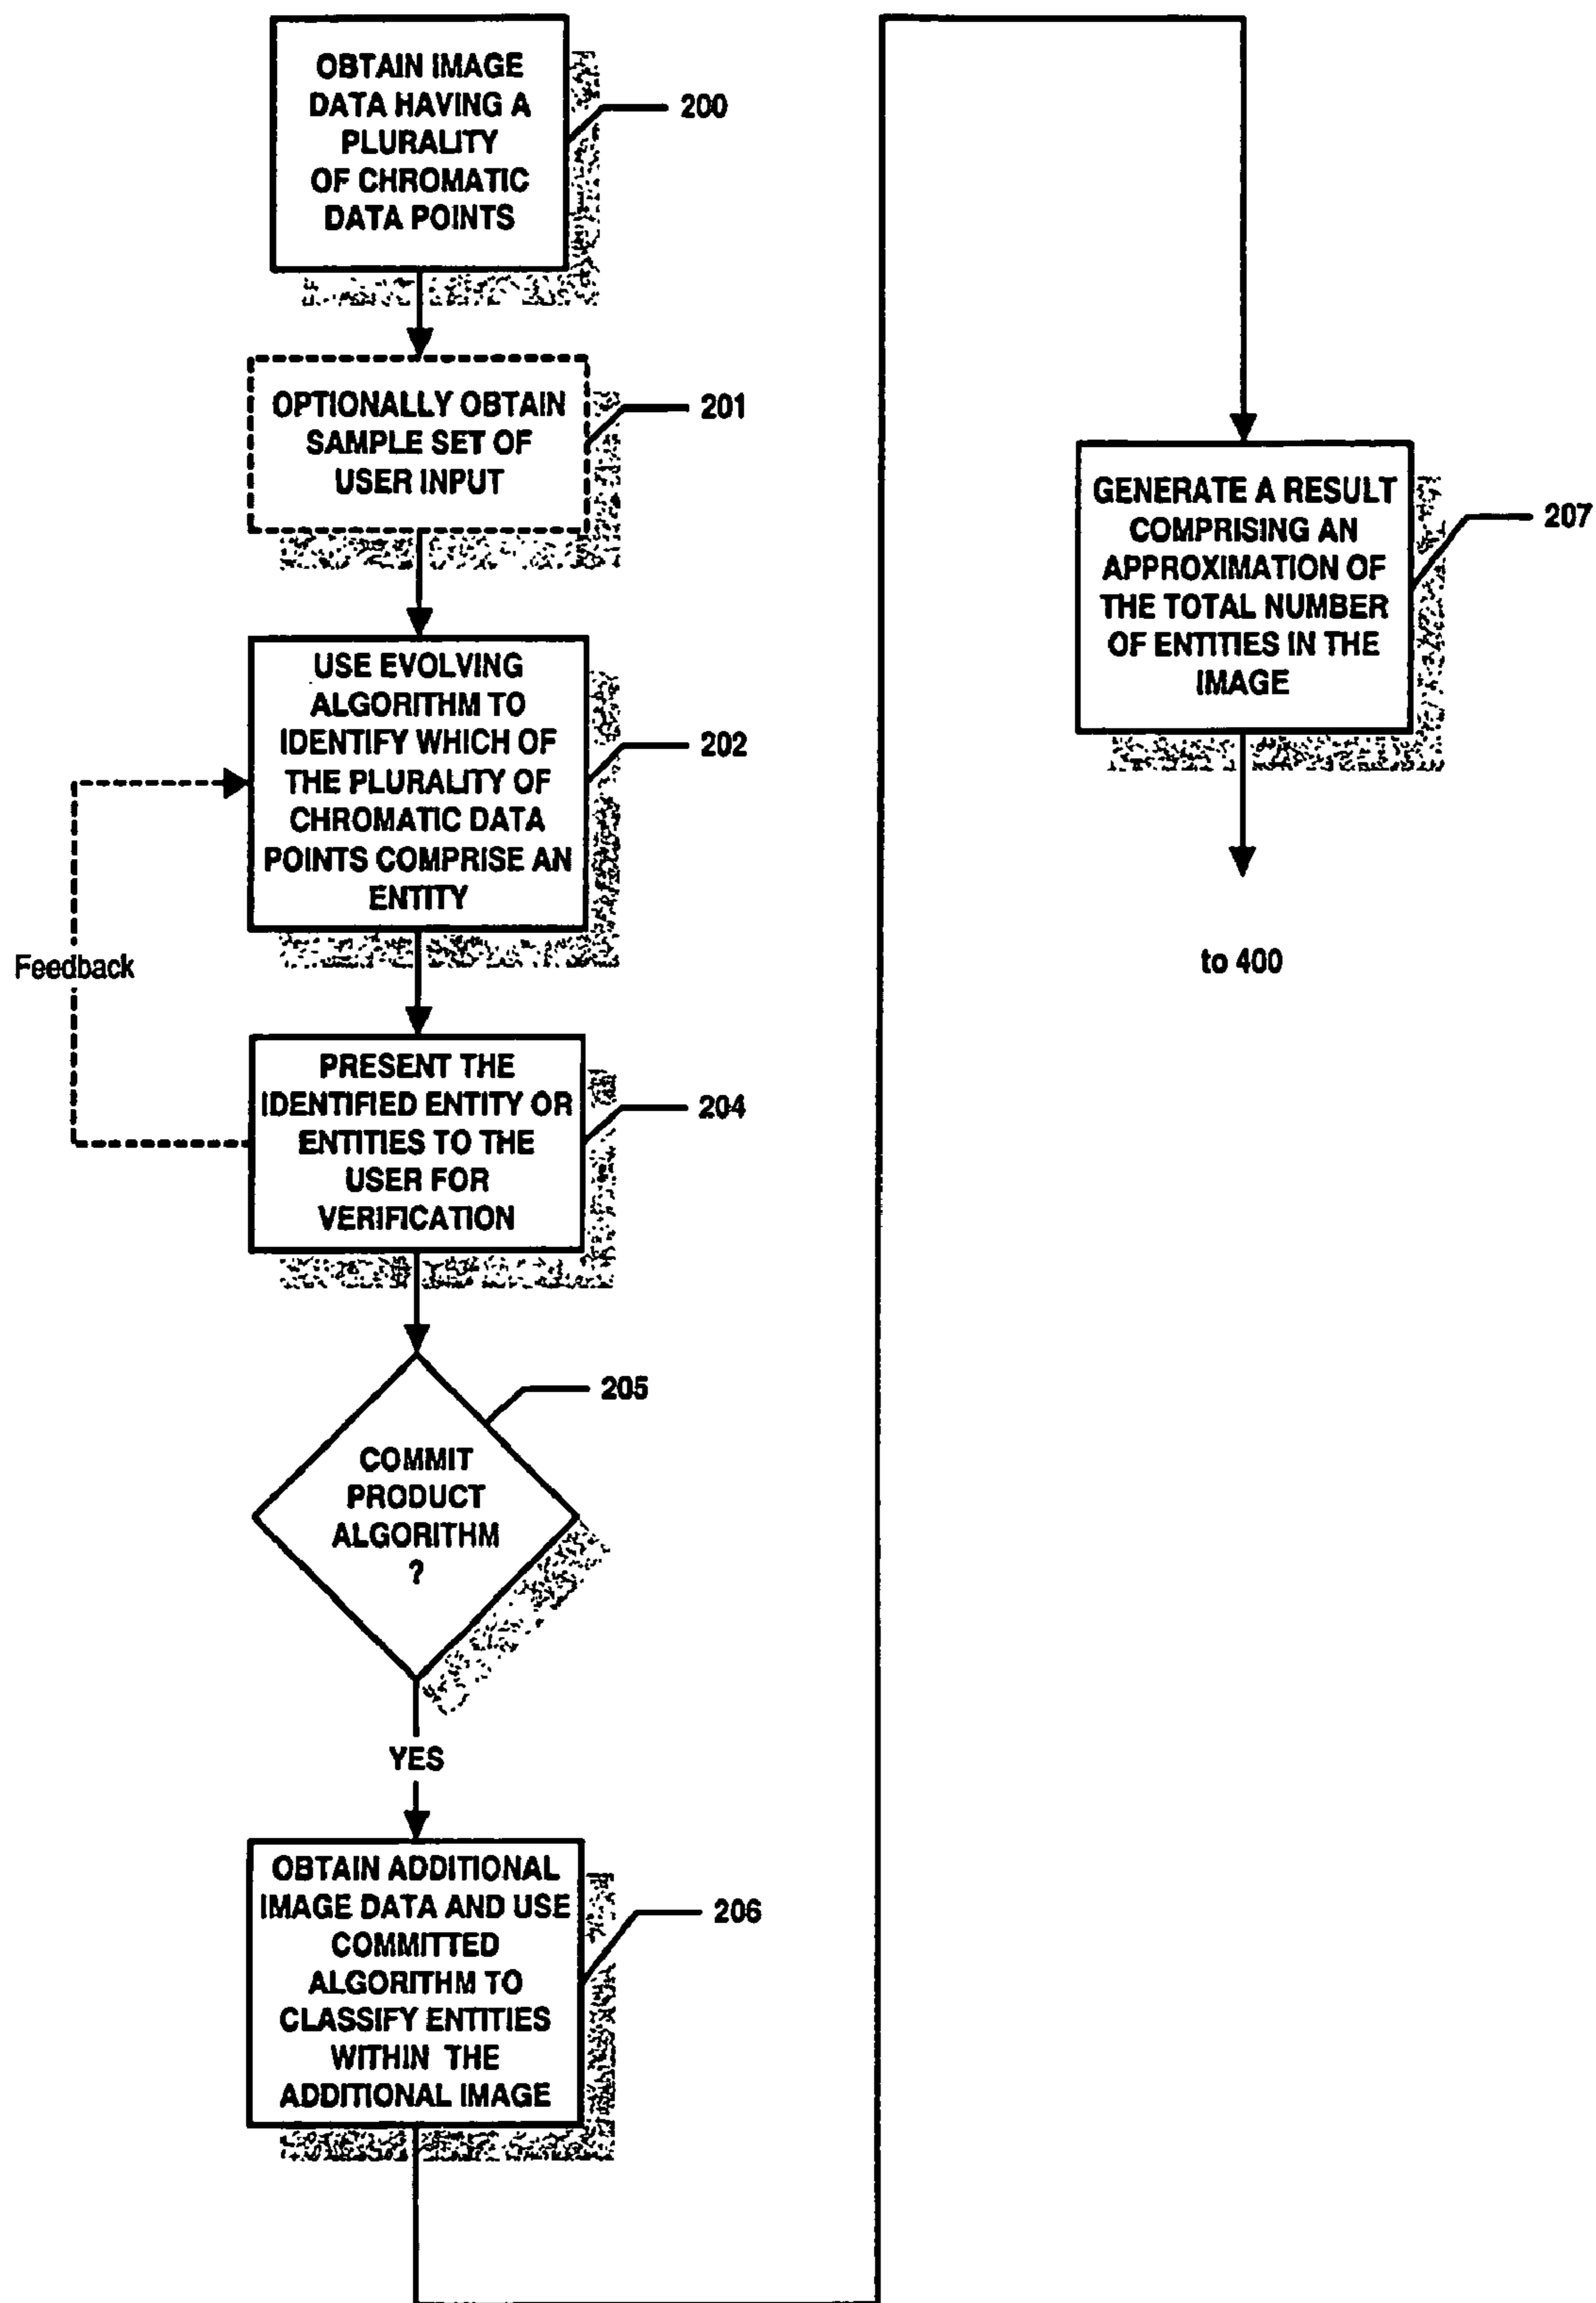 OBTAIN IMAGE
DATA HAVING A
PLURALITY
OF CHROMATIC
DATA POINTS
200
OPTIONALLY OBTAIN
SAMPLE SET OF
USER INPUT
201
USE EVOLVING
ALGORITHM TO
IDENTIFY WHICH OF
THE PLURALITY OF
CHROMATIC DATA
POINTS COMPRISE AN
ENTITY
202
Feedback
PRESENT THE
IDENTIFIED ENTITY OR
ENTITIES TO THE
USER FOR
VERIFICATION
204
COMMIT
PRODUCT
ALGORITHM
?
205
YES
OBTAIN ADDITIONAL
IMAGE DATA AND USE
COMMITTED
ALGORITHM TO
CLASSIFY ENTITIES
WITHIN THE
ADDITIONAL IMAGE
206
GENERATE A RESULT
COMPRISING AN
APPROXIMATION OF
THE TOTAL NUMBER
OF ENTITIES IN THE
IMAGE
207
to 400